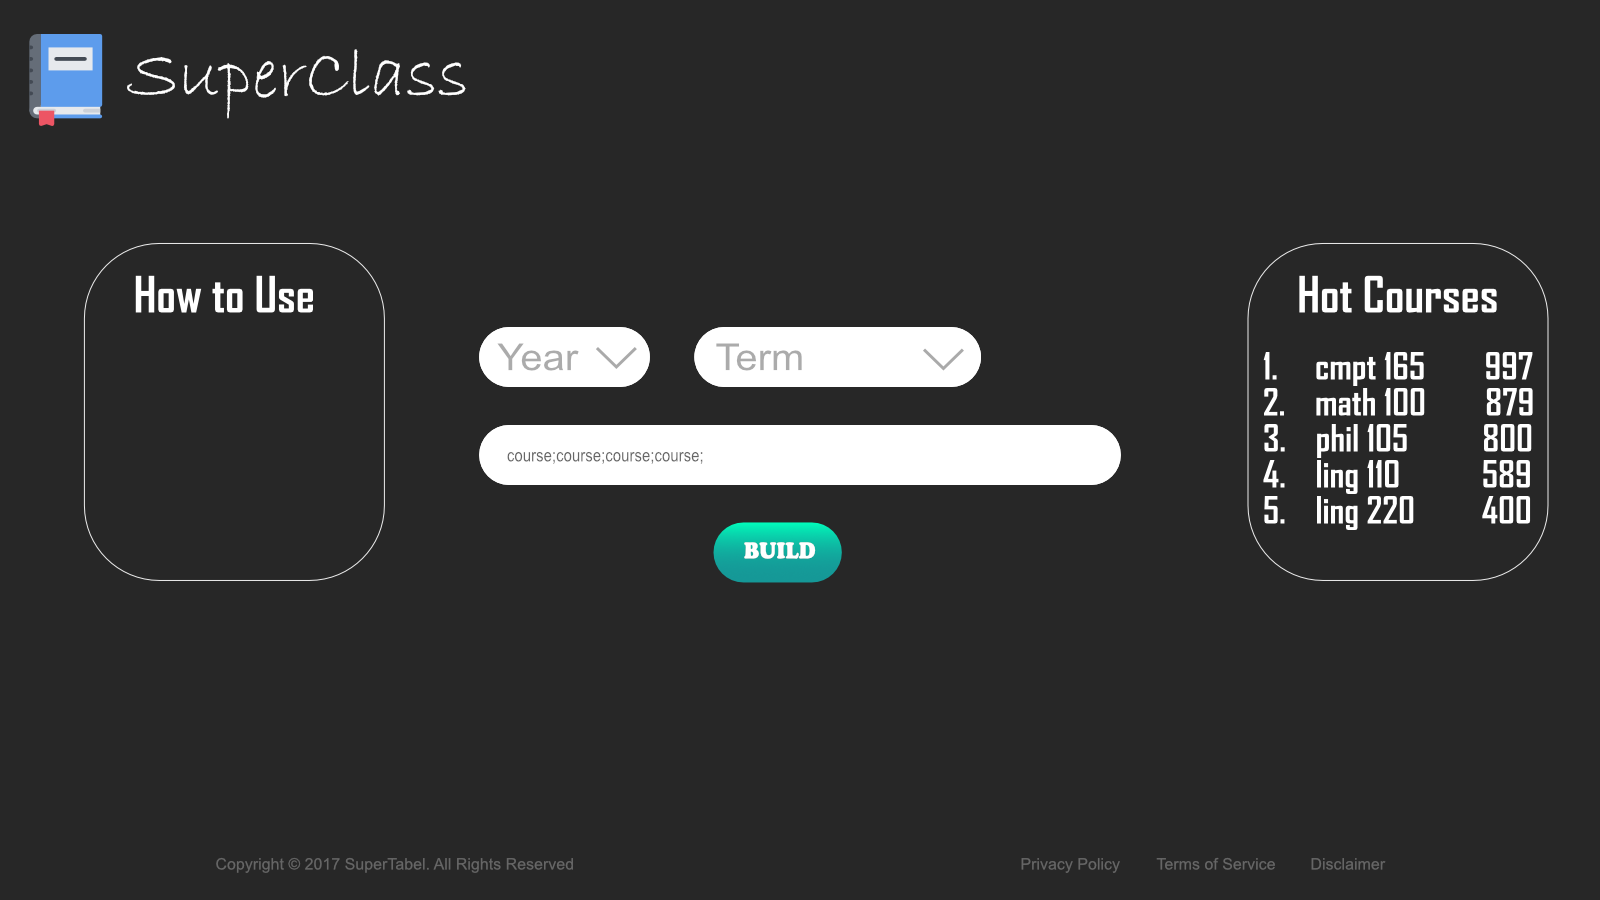 SuperClass
How to Use
Year
Term
course;course;course;course;
BUILD
Hot Courses
1. cmpt 165 997
2. math 100 879
3. phil 105 800
4. ling 110 589
5. ling 220 400
Copyright © 2017 SuperTabel. All Rights Reserved
Privacy Policy Terms of Service Disclaimer